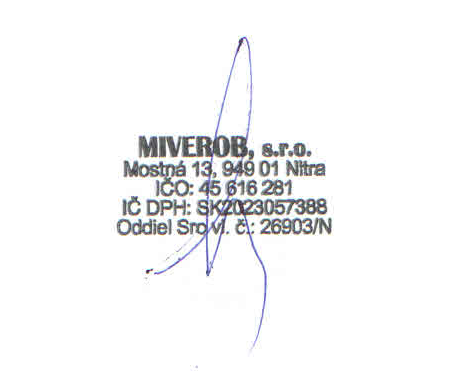 MIVEROB, s.r.o.
Mostná 13, 949 01 Nitra
IČO: 45 616 281
IČ DPH: SK2023057388
Oddiel Sro vl. č.: 26903/N